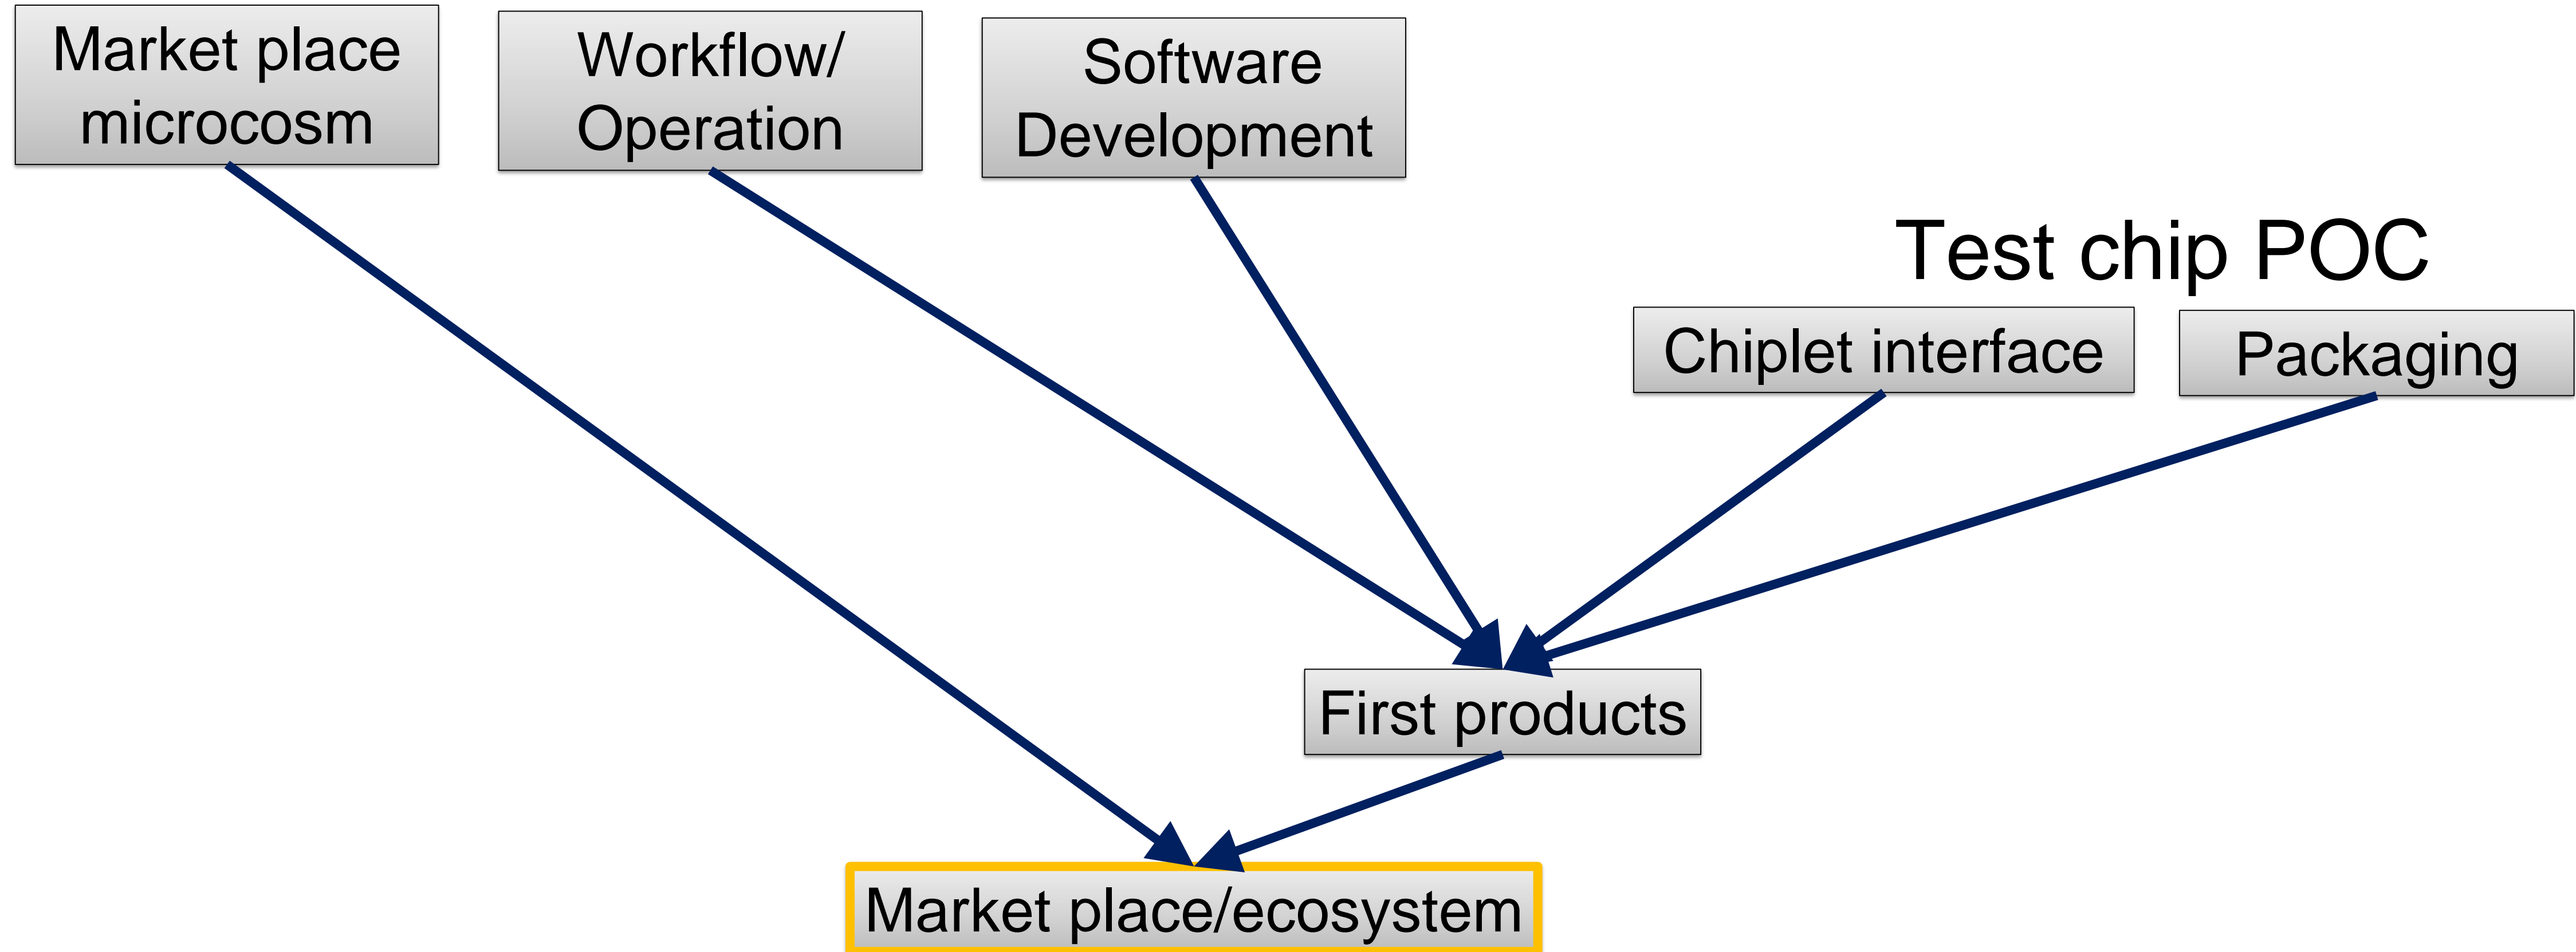 Market place
microcosm
Workflow/
Operation
Software
Development
Test chip POC
Chiplet interface
Packaging
First products
Market place/ecosystem